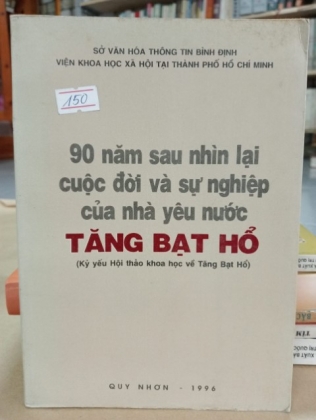 SỞ VĂN HÓA THÔNG TIN BÌNH ĐỊNH
VIỆN KHOA HỌC XÃ HỘI TẠI THÀNH PHỐ HỒ CHÍ MINH
150
90 năm sau nhìn lại
cuộc đời và sự nghiệp
của nhà yêu nước
TĂNG BẠT HỔ
(Kỷ yếu Hội thảo khoa học về Tăng Bạt Hổ)
QUY NHƠN - 1996